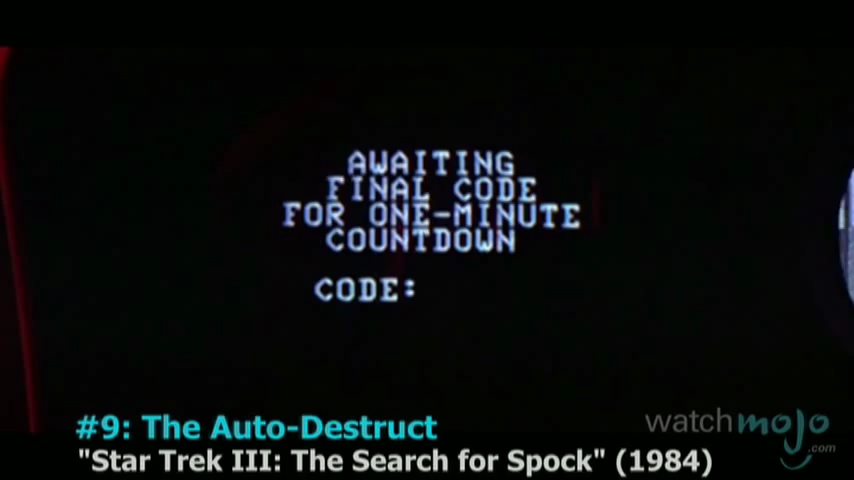 AWAITING
FINAL CODE
FOR ONE-MINUTE
COUNTDOWN
CODE:
#9: The Auto-Destruct
watchmojo
.com
"Star Trek III: The Search for Spock" (1984)